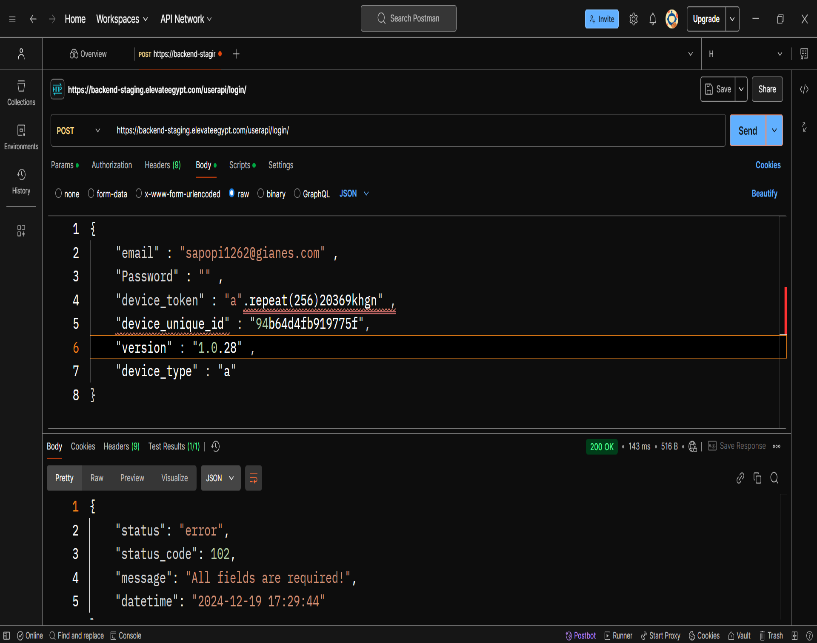 Home Workspaces API Network Search Postman Invite Upgrade
Overview POST https://backend-stagir H
https://backend-staging.elevateegypt.com/userapi/login/ Save Share
POST https://backend-staging.elevateegypt.com/userapi/login/ Send
Params Authorization Headers (9) Body Scripts Settings Cookies
none form-data x-www-form-urlencoded raw binary GraphQL JSON Beautify
Collections
Environments
History
1 {
2 "email" : "sapopi1262@gianes.com" ,
3 "Password" : "" ,
4 "device_token" : "a".repeat(256)20369khgn" ,
5 "device_unique_id" : "94b64d4fb919775f",
6 "version" : "1.0.28" ,
7 "device_type" : "a"
8 }
Body Cookies Headers (9) Test Results (1/1) 200 OK • 143 ms • 516 B • Save Response
Pretty Raw Preview Visualize JSON
1 {
2 "status": "error",
3 "status_code": 102,
4 "message": "All fields are required!",
5 "datetime": "2024-12-19 17:29:44"
Online Find and replace Console Postbot Runner Start Proxy Cookies Vault Trash